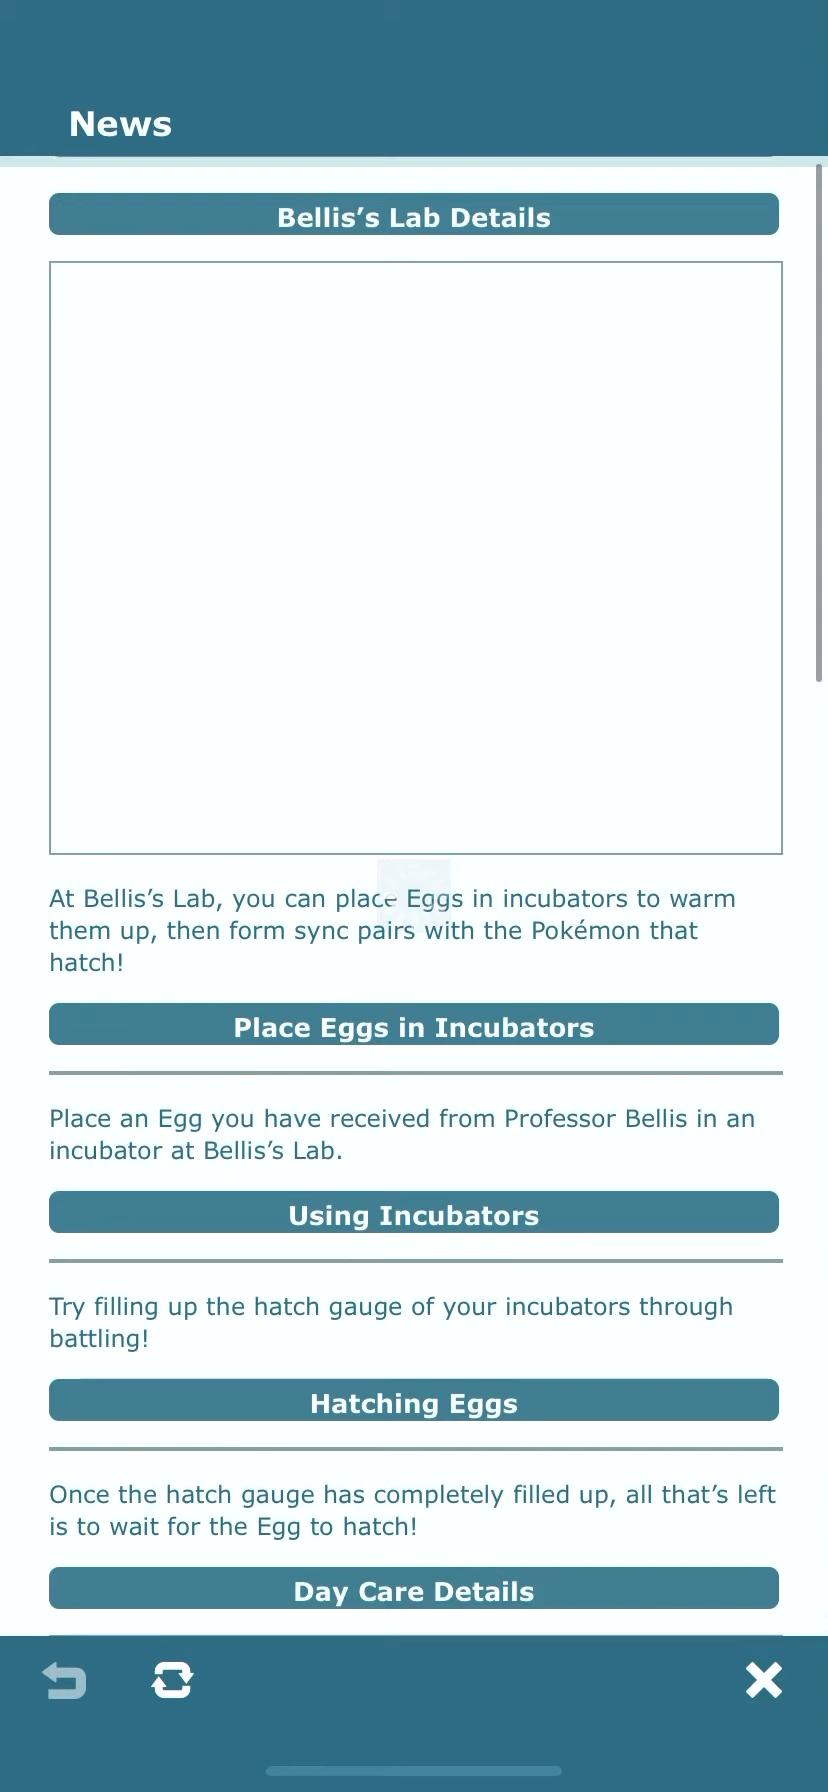 News
Bellis’s Lab Details
At Bellis’s Lab, you can place Eggs in incubators to warm
them up, then form sync pairs with the Pokémon that
hatch!
Place Eggs in Incubators
Place an Egg you have received from Professor Bellis in an
incubator at Bellis’s Lab.
Using Incubators
Try filling up the hatch gauge of your incubators through
battling!
Hatching Eggs
Once the hatch gauge has completely filled up, all that’s left
is to wait for the Egg to hatch!
Day Care Details